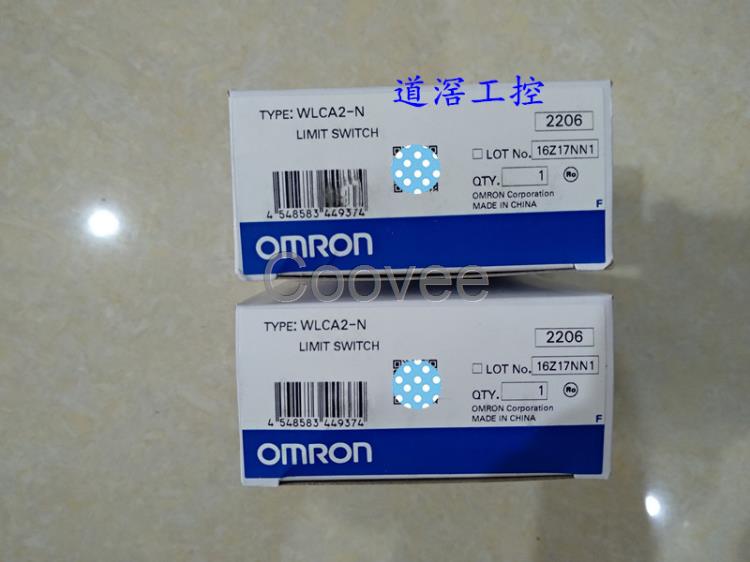 道滘工控
TYPE: WLCA2-N
LIMIT SWITCH
2206
LOT No. 16Z17NN1
QTY. 1 Ro
OMRON Corporation
MADE IN CHINA
F
4 548583 449374
OMRON
Coovee
TYPE: WLCA2-N
LIMIT SWITCH
2206
LOT No. 16Z17NN1
QTY. 1 Ro
OMRON Corporation
MADE IN CHINA
F
4 548583 449374
OMRON